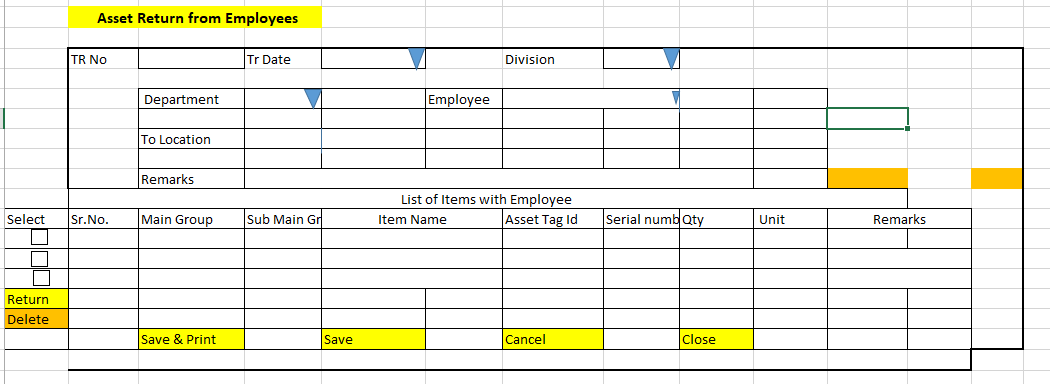 Asset Return from Employees
TR No Tr Date Division
Department Employee
To Location
Remarks
List of Items with Employee
Select Sr.No. Main Group Sub Main Gr Item Name Asset Tag Id Serial numb Qty Unit Remarks
Return
Delete
Save & Print Save Cancel Close